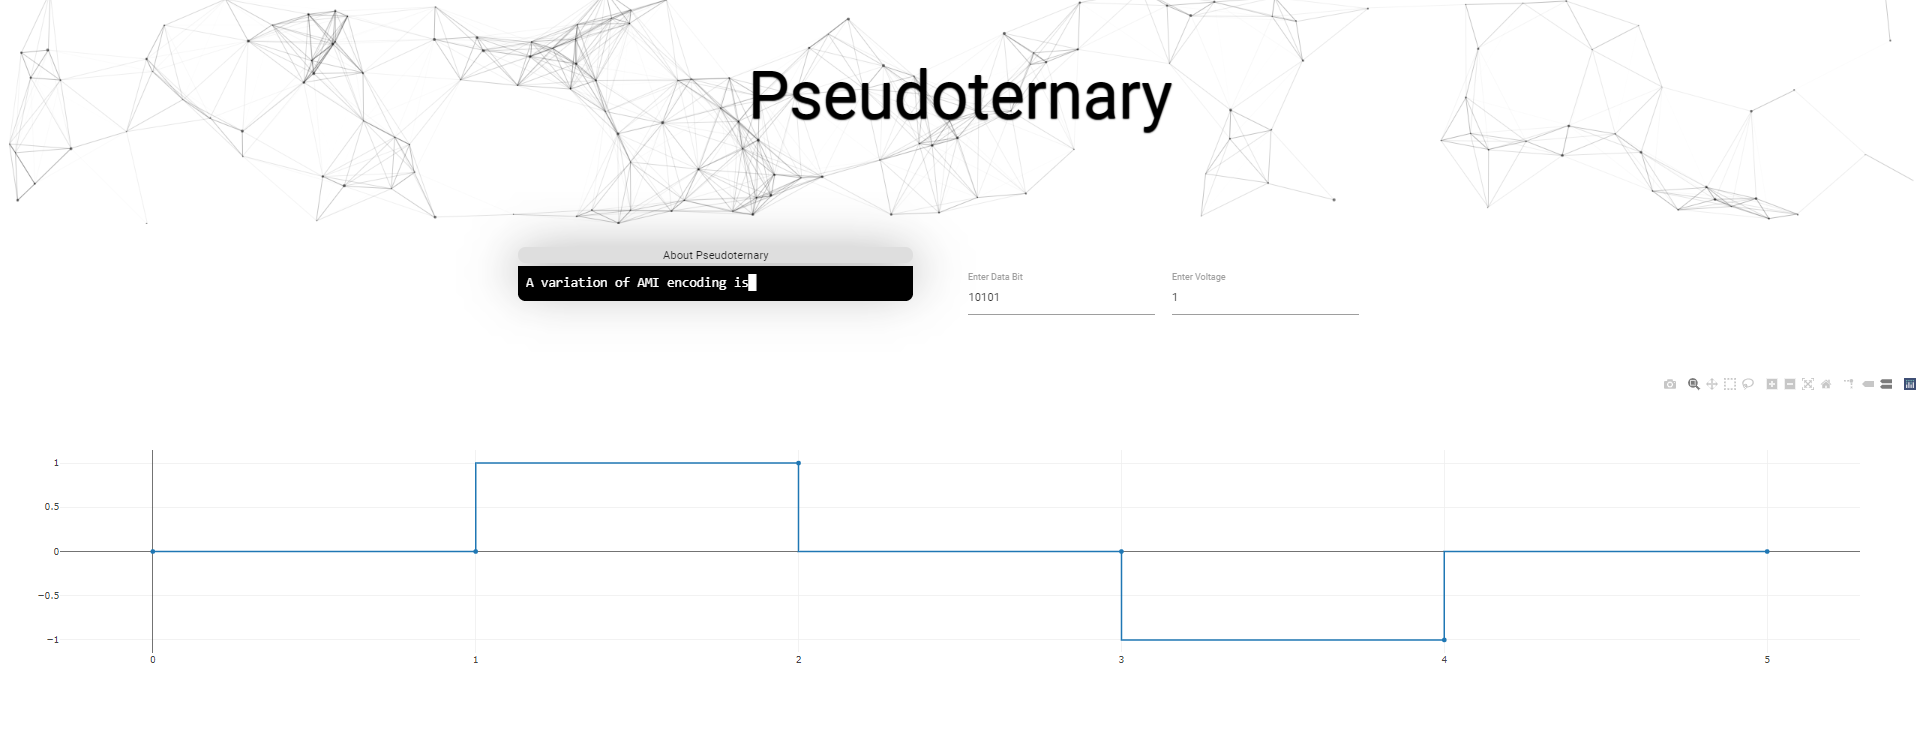 Pseudoternary
About Pseudoternary
A variation of AMI encoding is
Enter Data Bit
10101
Enter Voltage
1
1
0.5
0
−0.5
−1
0
1
2
3
4
5